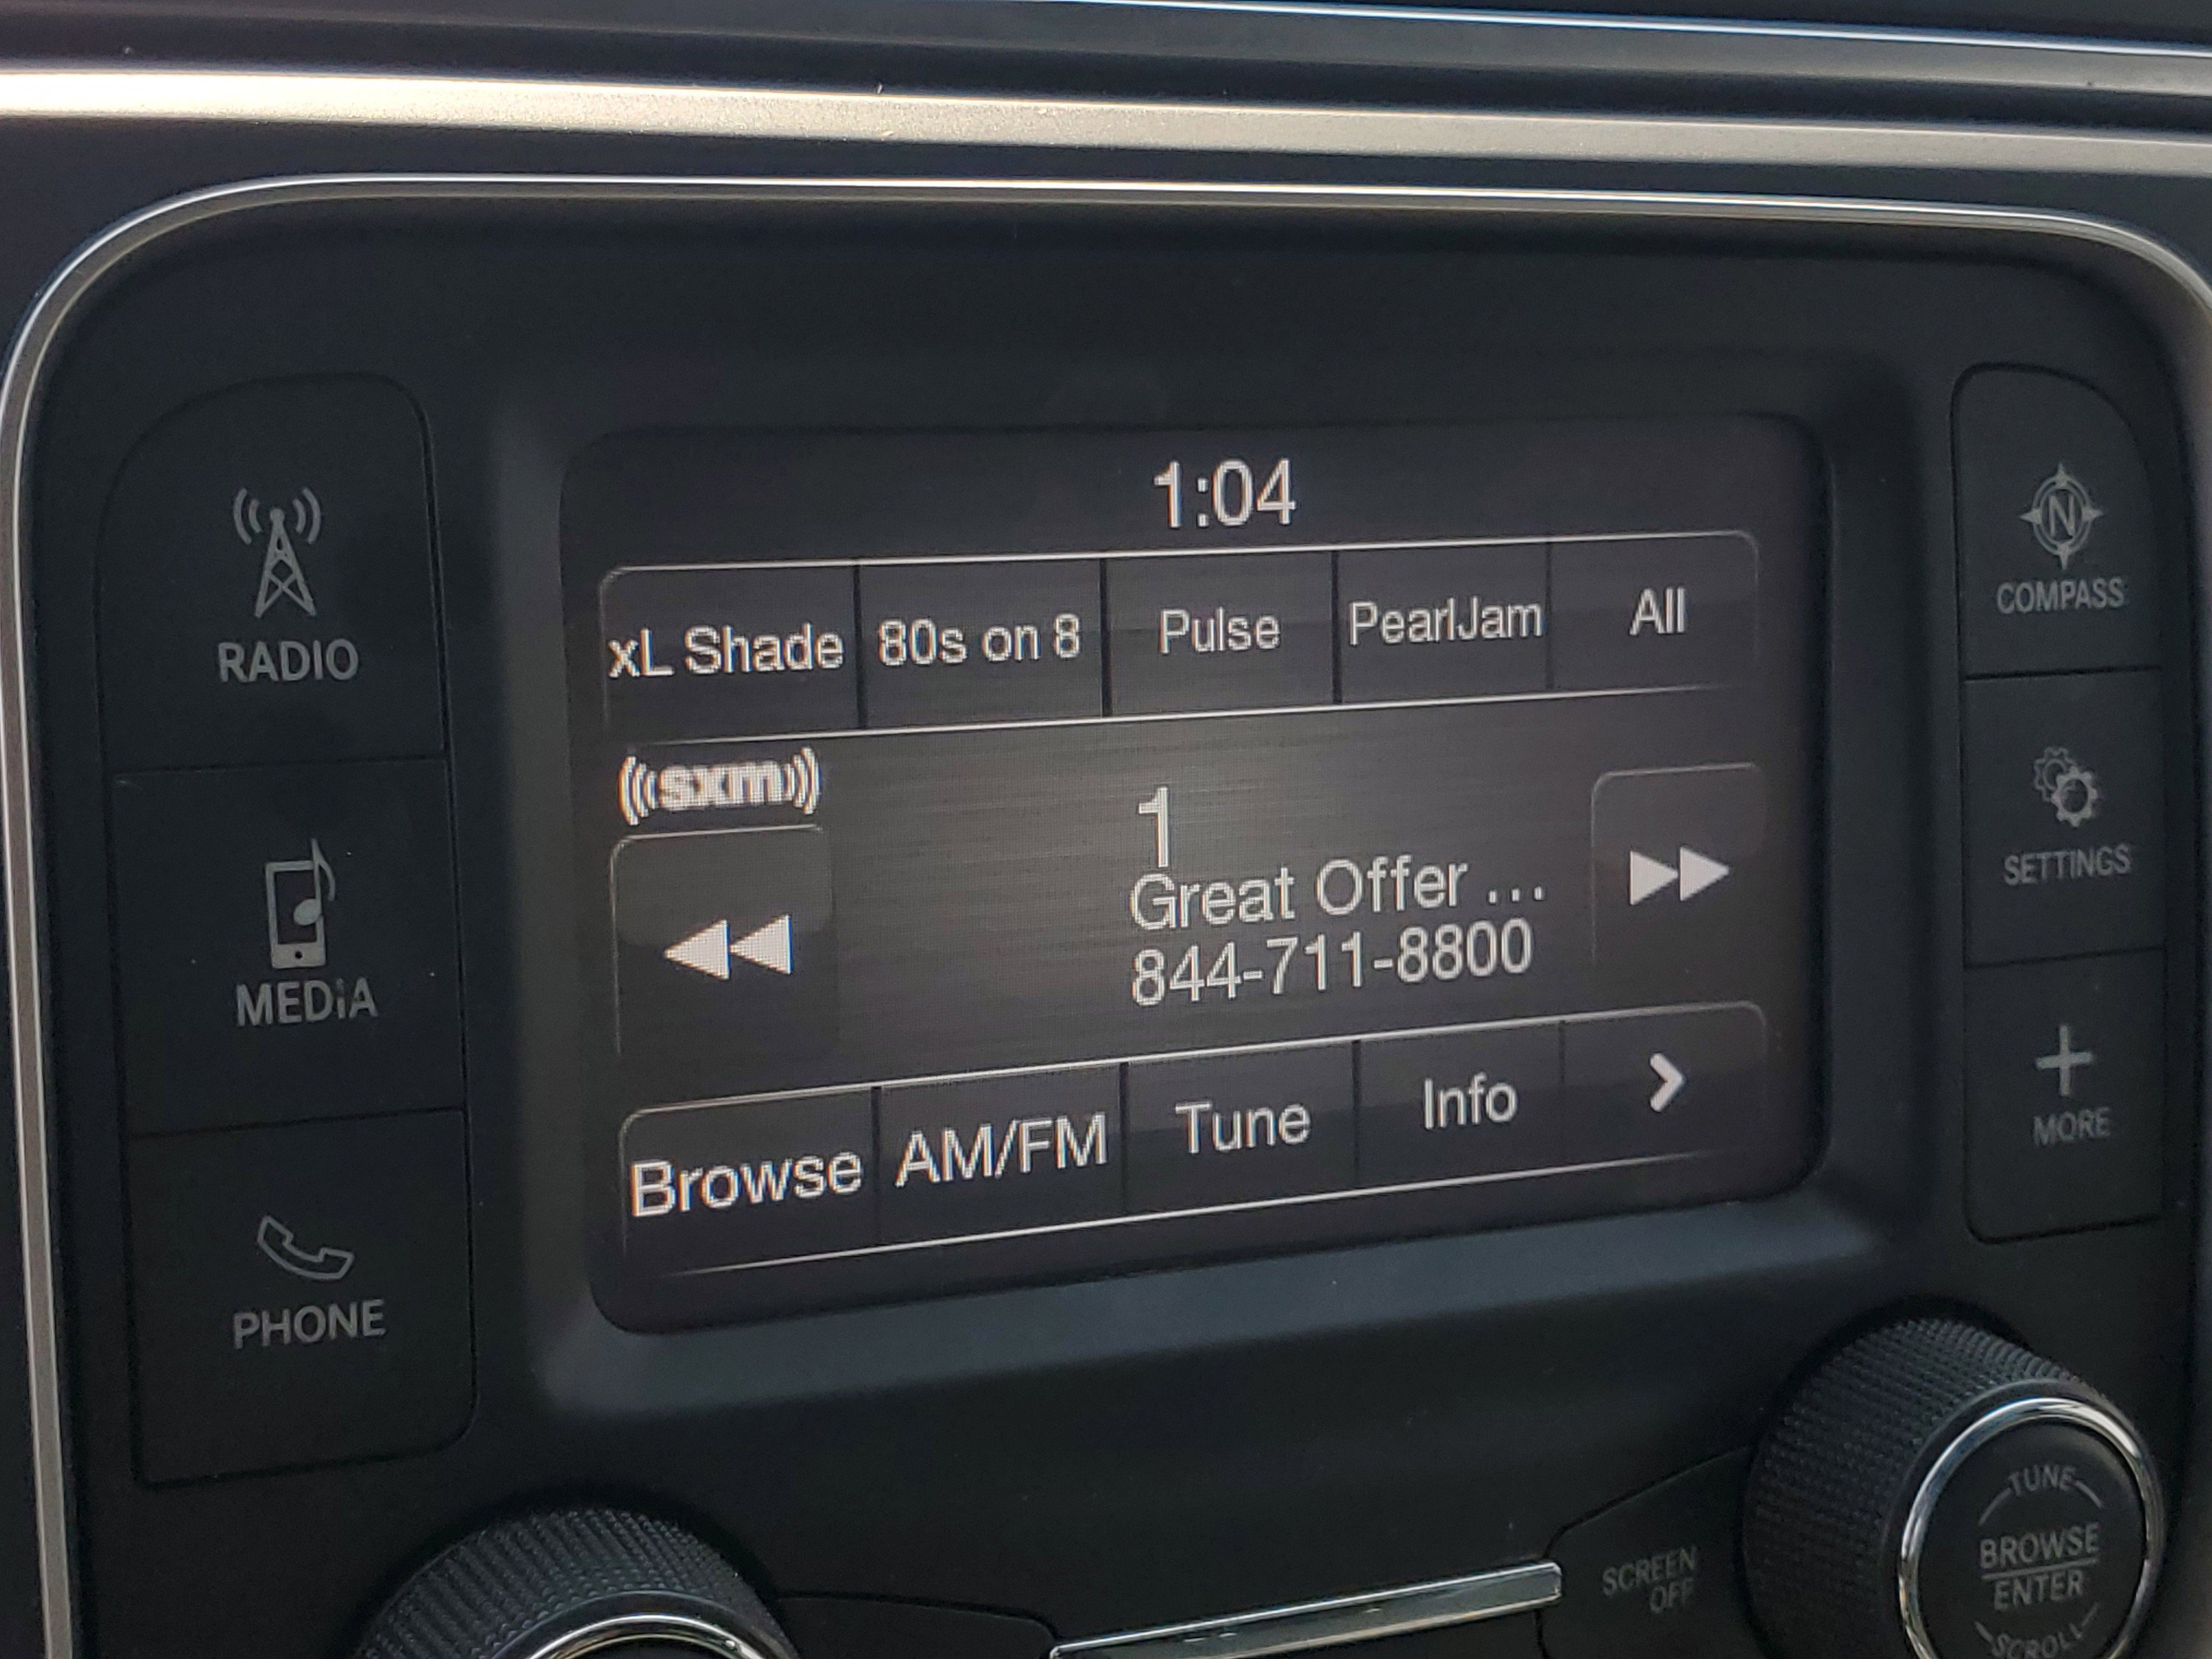 1:04
xL Shade 80s on 8 Pulse PearlJam All
((( sxm )))
1
Great Offer ...
844-711-8800
Browse AM/FM Tune Info >
RADIO
MEDiA
PHONE
N
COMPASS
SETTINGS
+
MORE
SCREEN
OFF
TUNE
BROWSE
ENTER
SCROLL